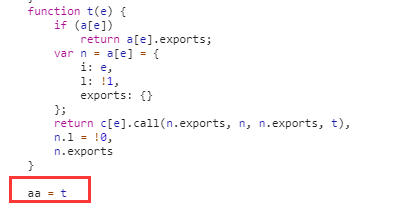 function t(e) {
if (a[e])
return a[e].exports;
var n = a[e] = {
i: e,
l: !1,
exports: {}
};
return c[e].call(n.exports, n, n.exports, t),
n.l = !0,
n.exports
}
aa = t